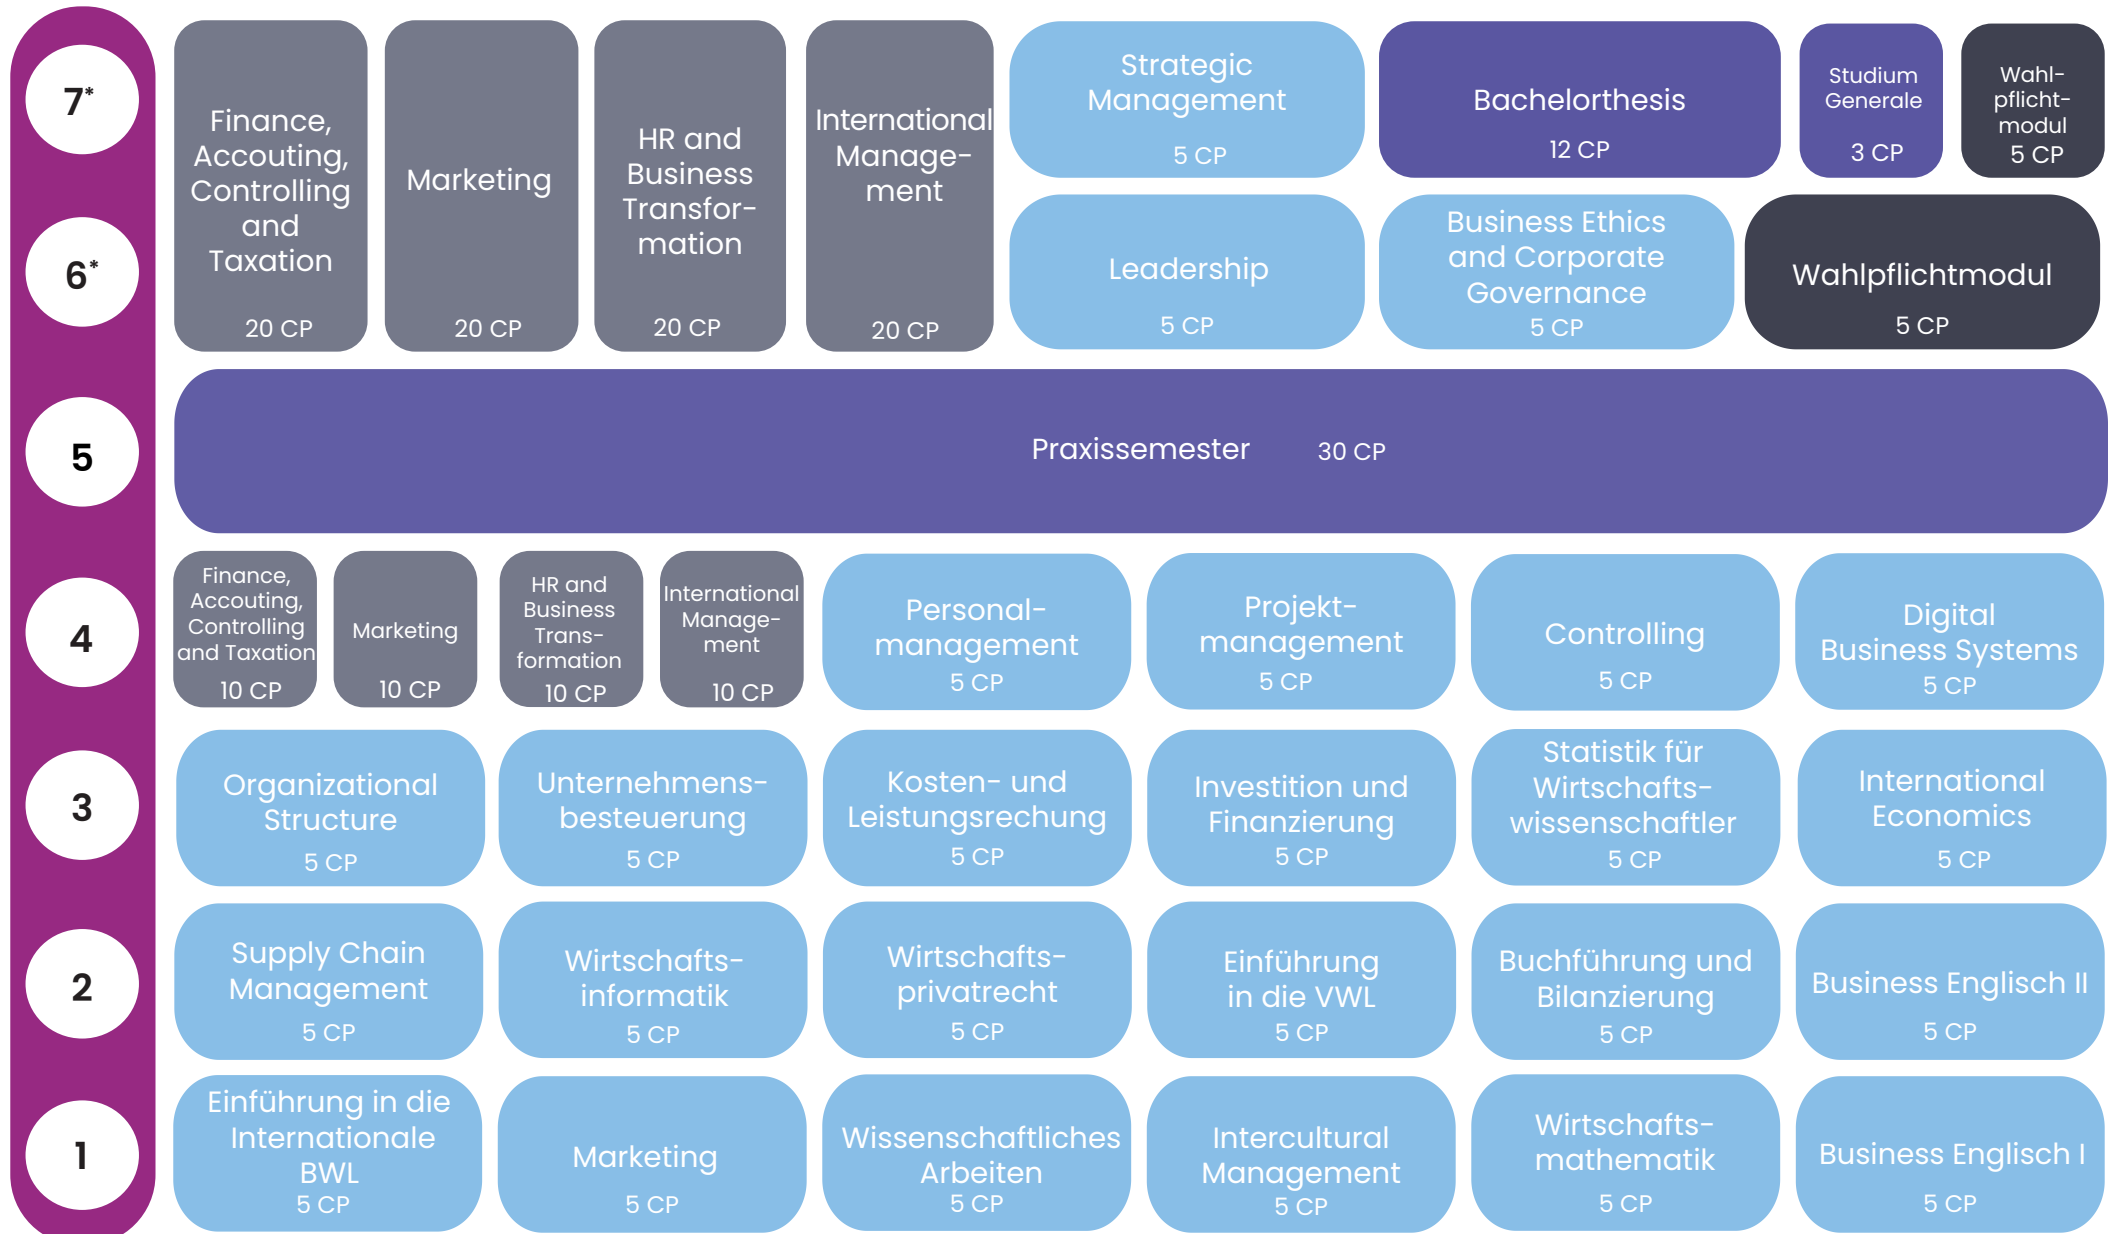 7*
Finance,
Accouting,
Controlling
and
Taxation
20 CP
Marketing
20 CP
HR and
Business
Transfor-
mation
20 CP
International
Manage-
ment
20 CP
Strategic
Management
5 CP
Bachelorthesis
12 CP
Studium
Generale
3 CP
Wahl-
pflicht-
modul
5 CP
6*
Leadership
5 CP
Business Ethics
and Corporate
Governance
5 CP
Wahlpflichtmodul
5 CP
5
Praxissemester 30 CP
4
Finance,
Accouting,
Controlling
and Taxation
10 CP
Marketing
10 CP
HR and
Business
Trans-
formation
10 CP
International
Manage-
ment
10 CP
Personal-
management
5 CP
Projekt-
management
5 CP
Controlling
5 CP
Digital
Business Systems
5 CP
3
Organizational
Structure
5 CP
Unternehmens-
besteuerung
5 CP
Kosten- und
Leistungsrechung
5 CP
Investition und
Finanzierung
5 CP
Statistik für
Wirtschafts-
wissenschaftler
5 CP
International
Economics
5 CP
2
Supply Chain
Management
5 CP
Wirtschafts-
informatik
5 CP
Wirtschafts-
privatrecht
5 CP
Einführung
in die VWL
5 CP
Buchführung und
Bilanzierung
5 CP
Business Englisch II
5 CP
1
Einführung in die
Internationale
BWL
5 CP
Marketing
5 CP
Wissenschaftliches
Arbeiten
5 CP
Intercultural
Management
5 CP
Wirtschafts-
mathematik
5 CP
Business Englisch I
5 CP